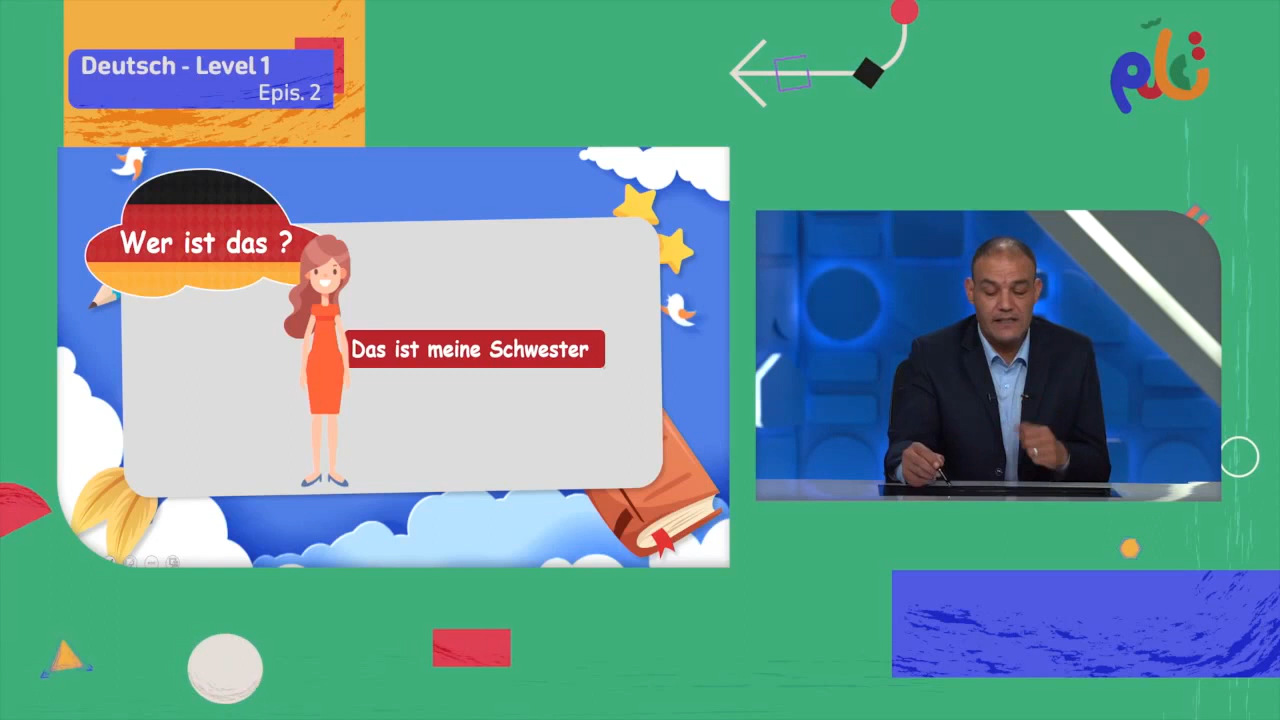 Deutsch - Level 1
Epis. 2
Wer ist das ?
Das ist meine Schwester